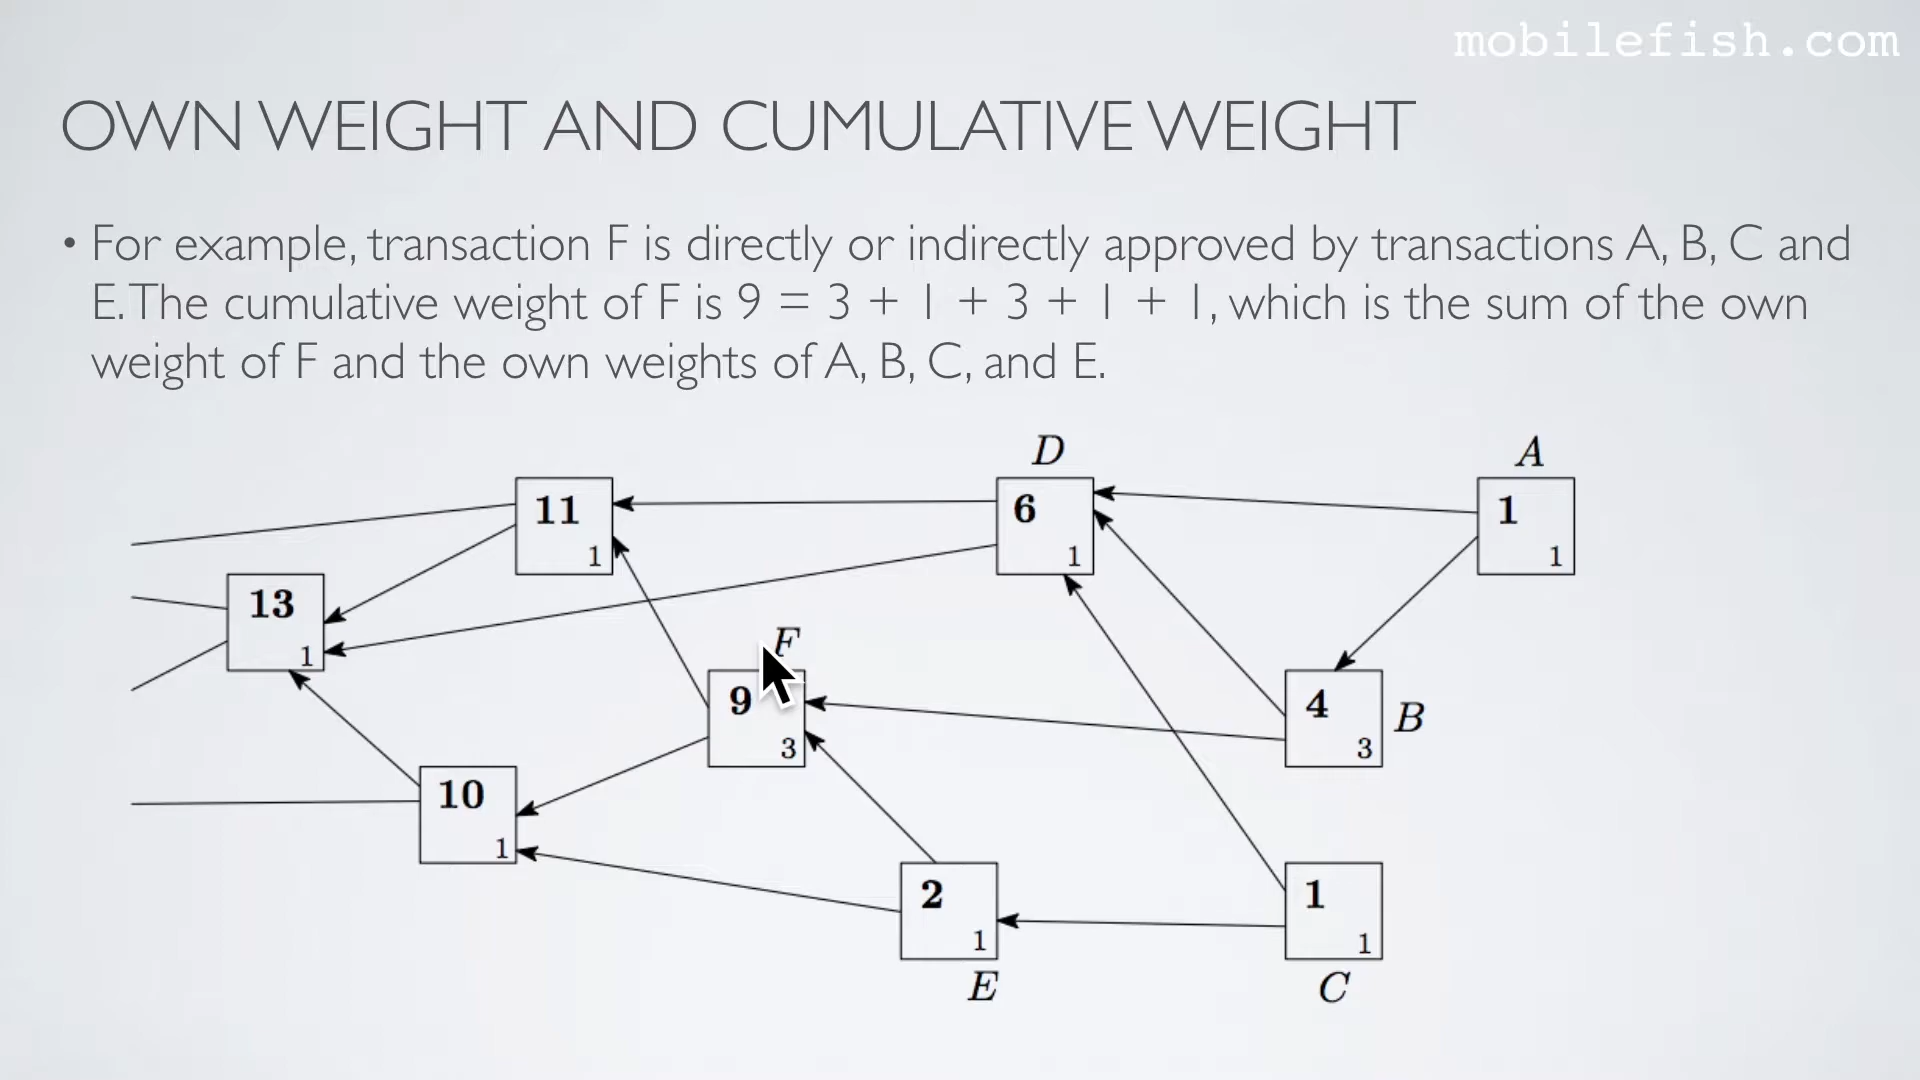 mobilefish.com
OWN WEIGHT AND CUMULATIVE WEIGHT
• For example, transaction F is directly or indirectly approved by transactions A, B, C and
E. The cumulative weight of F is 9 = 3 + 1 + 3 + 1 + 1, which is the sum of the own
weight of F and the own weights of A, B, C, and E.
D A
11 6 1
1 1 1
13
1
F
9 4 B
3 3
10
1
2 1
1 1
E C